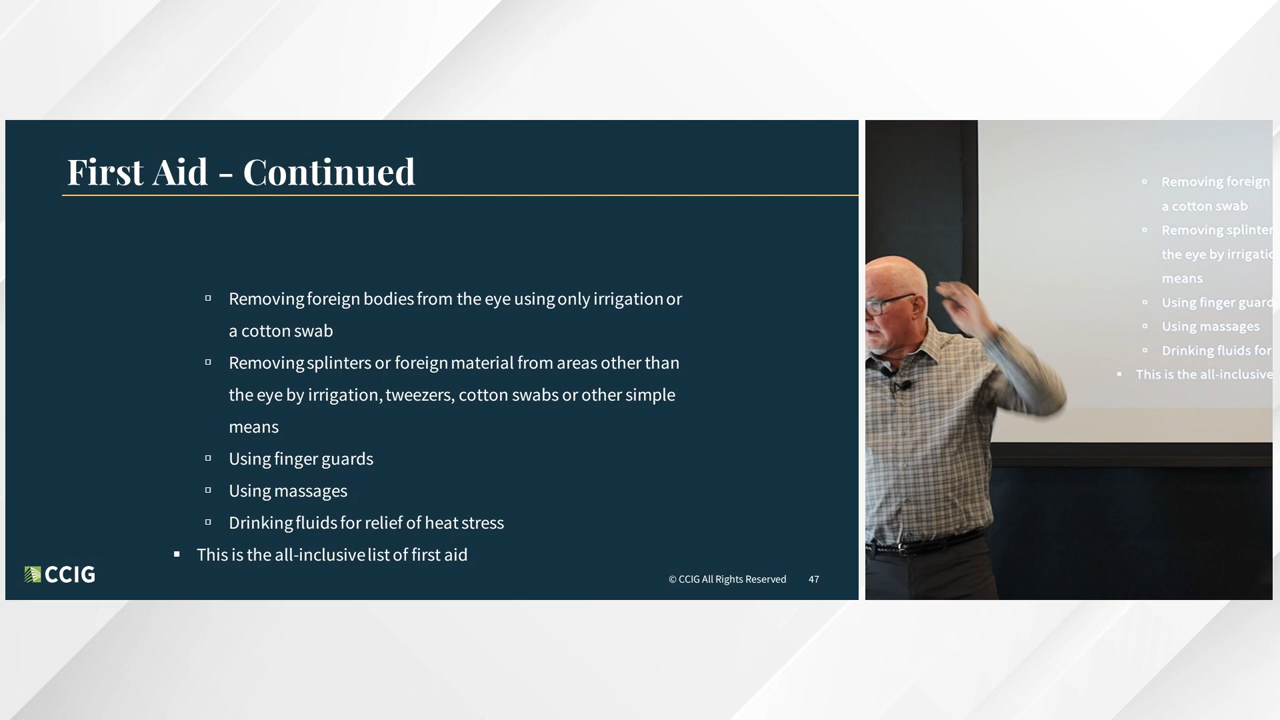 First Aid - Continued
▫ Removing foreign bodies from the eye using only irrigation or
a cotton swab
▫ Removing splinters or foreign material from areas other than
the eye by irrigation, tweezers, cotton swabs or other simple
means
▫ Using finger guards
▫ Using massages
▫ Drinking fluids for relief of heat stress
▪ This is the all-inclusive list of first aid
CCIG
© CCIG All Rights Reserved 47
▫ Removing foreign
a cotton swab
▫ Removing splinter
the eye by irrigatio
means
▫ Using finger guard
▫ Using massages
▫ Drinking fluids for
▪ This is the all-inclusive